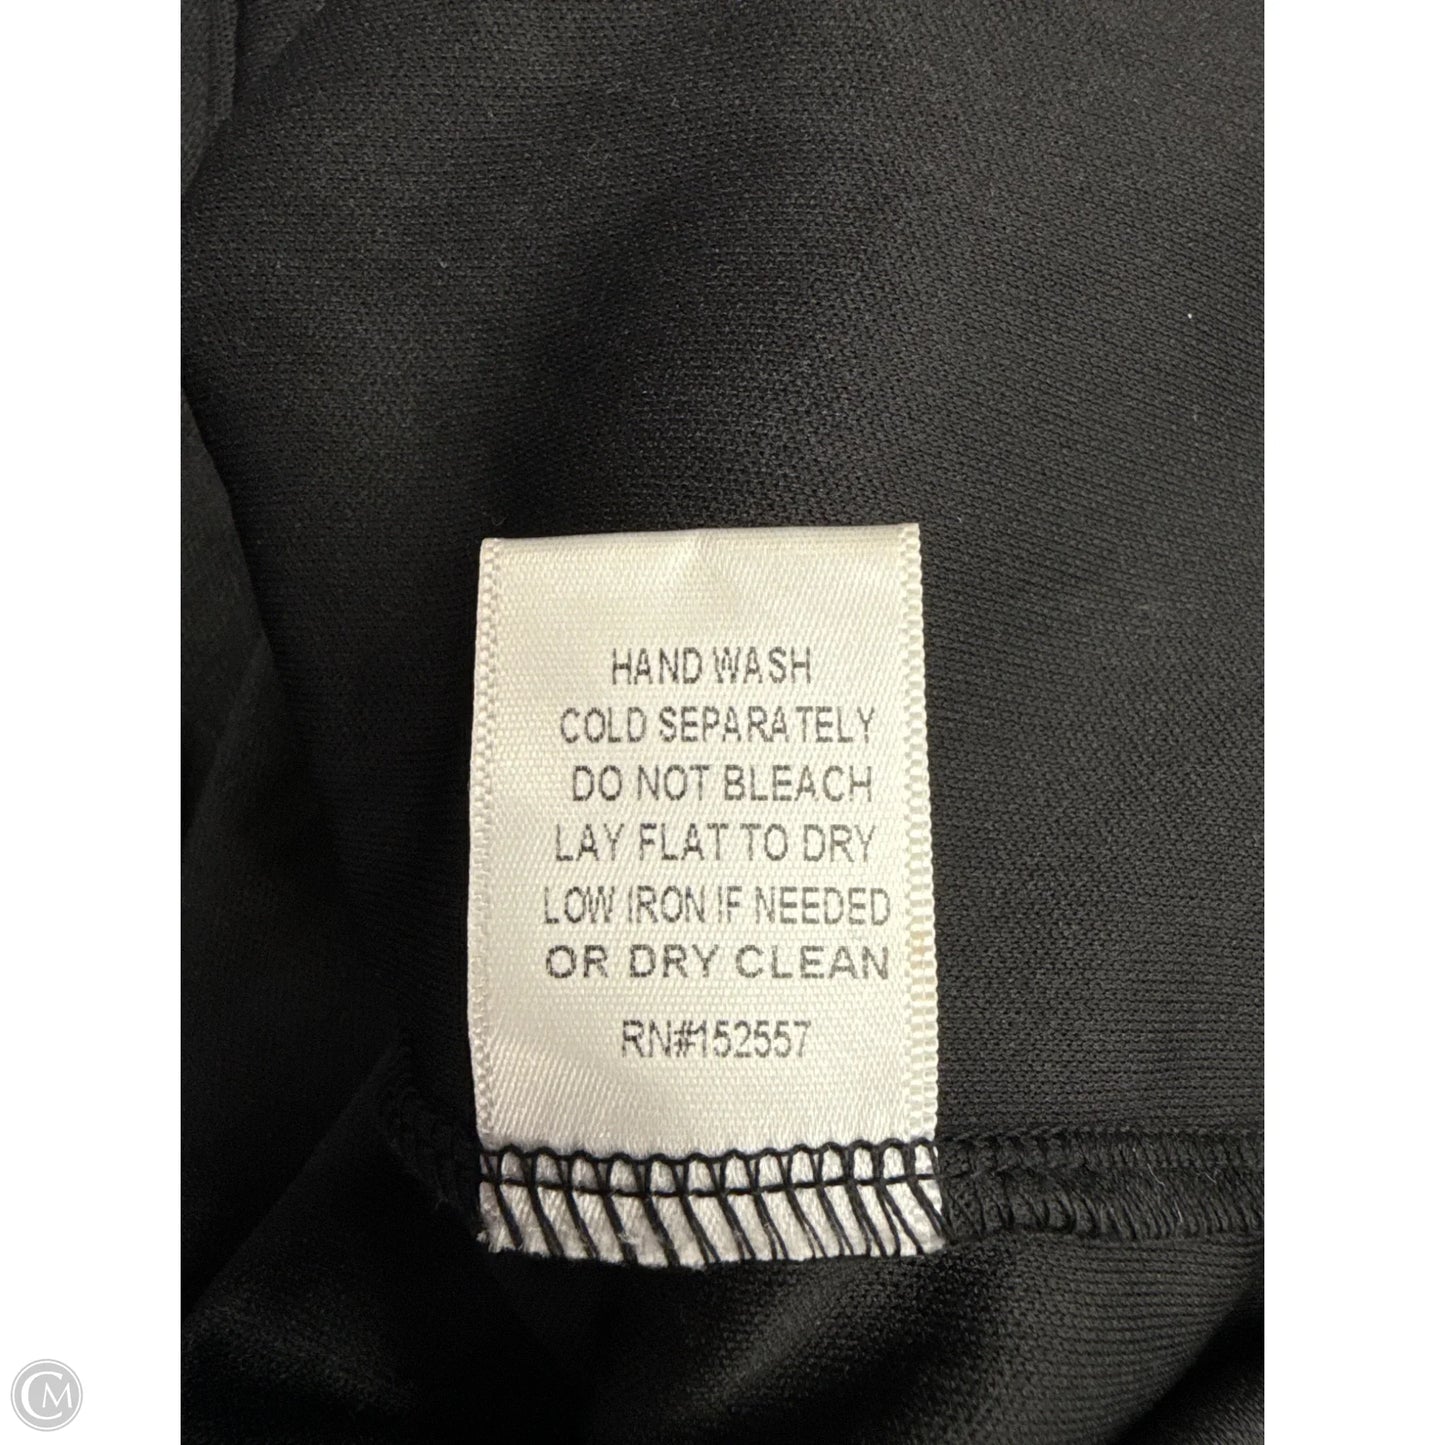 HAND WASH
COLD SEPARATELY
DO NOT BLEACH
LAY FLAT TO DRY
LOW IRON IF NEEDED
OR DRY CLEAN
RN#152557
CM